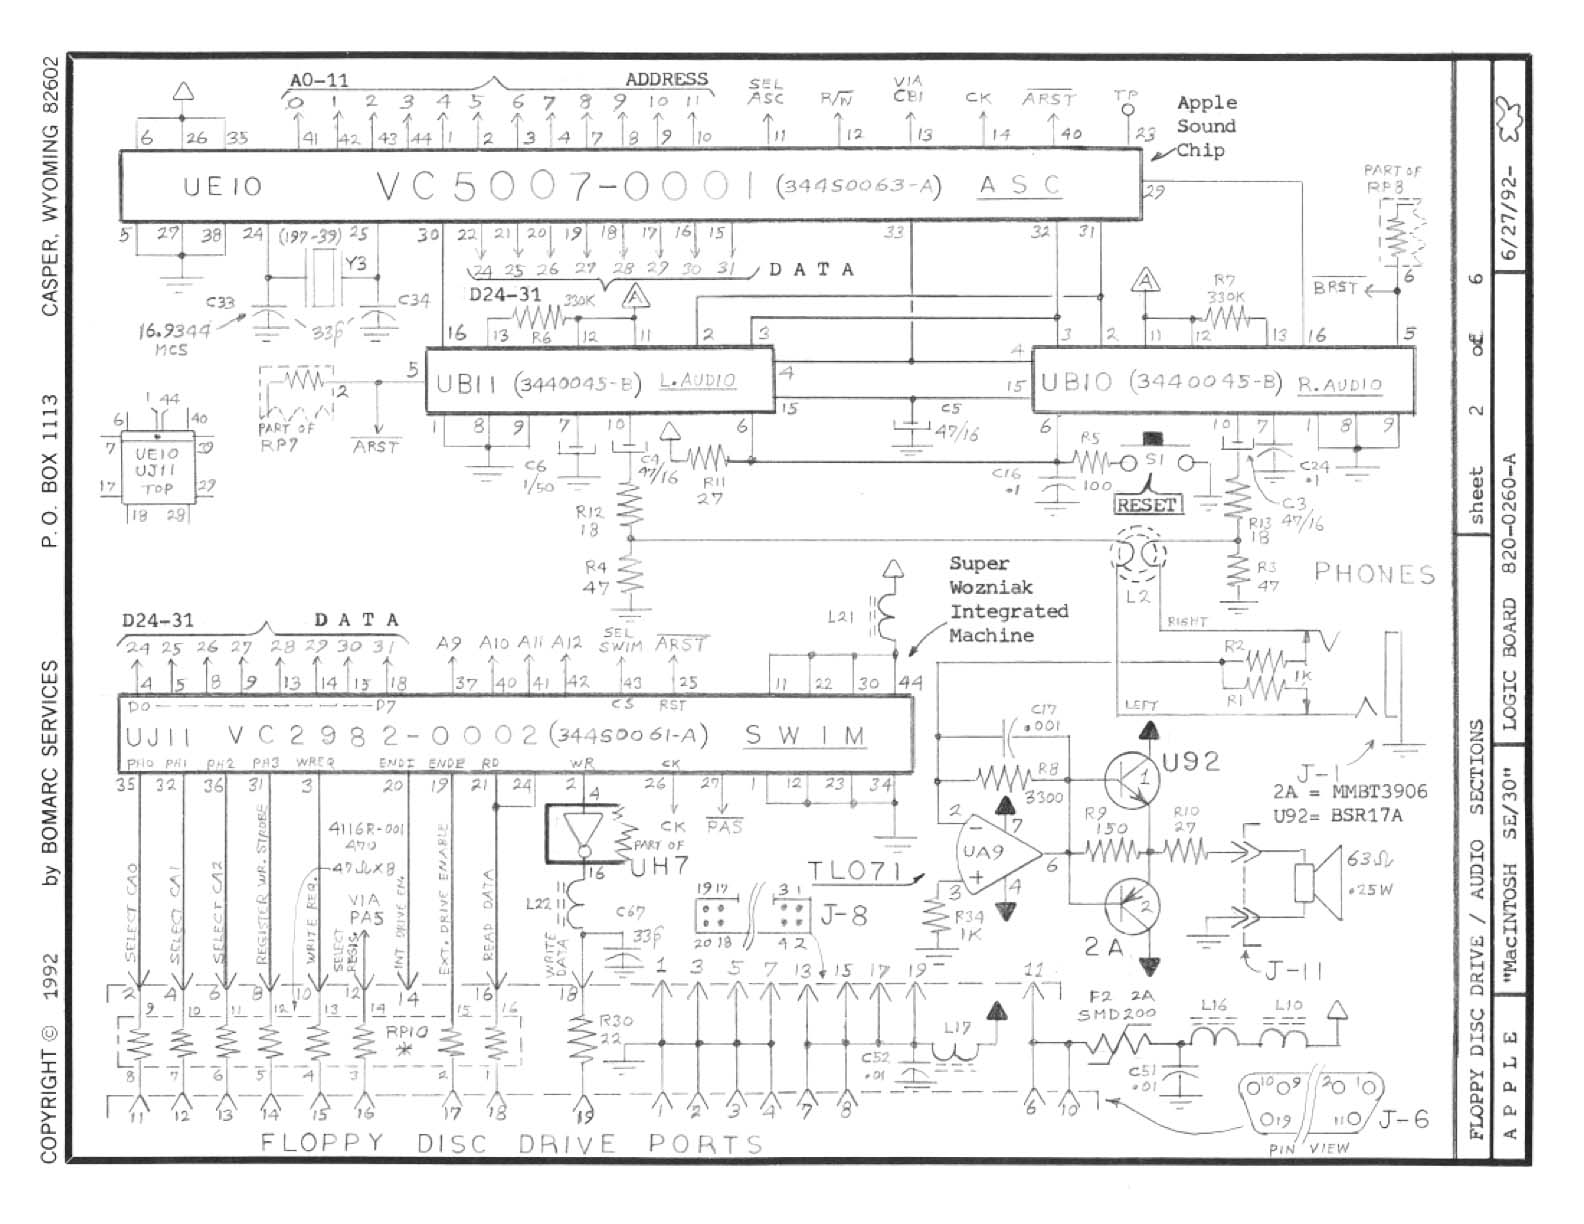 COPYRIGHT © 1992 by BOMARC SERVICES P. O. BOX 1113 CASPER, WYOMING 82602
A0-11 ADDRESS
0 1 2 3 4 5 6 7 8 9 10 11
SEL ASC
R/W
VIA CB1
CK
ARST
TP
6 26 35 41 42 43 44 1 2 3 4 7 8 9 10 11 12 13 14 40 23
Apple
Sound
Chip
UE10 VC5007-0001 (344S0063-A) ASC
29
PART OF
RP8
6
BRST
5 27 38 24 (197-39) 25 30 22 21 20 19 18 17 16 15 33 32 31
Y3
24 25 26 27 28 29 30 31 DATA
D24-31
C33
C34
16.9344
MCS
33p
330K
R6
A
A
R7
330K
16 13 12 11 2 3
3 2 11 12 13 16 5
5 UB11 (3440045-B) L.AUDIO 4
15
4
15
UB10 (3440045-B) R.AUDIO
2
PART OF
RP7
ARST
1 8 9 7 10 6
6 10 7 1 8 9
C5
47/16
C6
1/50
C4
47/16
R11
27
C16
.1
R5
100
S1
RESET
C24
.1
C3
47/16
6 1 44 40
7 39
UE10
UJ11
TOP
17 29
18 28
R12
18
R4
47
R13
18
R3
47
L2
PHONES
Super
Wozniak
Integrated
Machine
L21
D24-31 DATA
24 25 26 27 28 29 30 31
A9 A10 A11 A12
SEL
SWIM
ARST
4 5 8 9 13 14 15 18 37 40 41 42 43 25 11 22 30 44
D0 D7 CS RST
UJ11 VC2982-0002 (344S0061-A) SWIM
PH0 PH1 PH2 PH3 WREQ END1 ENDE RD WR CK
35 32 36 31 3 20 19 21 24 2 26 27 1 12 23 34
RIGHT
R2
1K
R1
LEFT
J-1
C17
.001
R8
3300
U92
1
2A = MMBT3906
U92= BSR17A
SELECT CA0
SELECT CA1
SELECT CA2
REGISTER WR. STROBE
WRITE REQ.
SELECT
REGIS.
INT DRIVE EN.
EXT. DRIVE ENABLE
READ DATA
WRITE
DATA
4116R-001
470
47ΩX8
VIA
PA5
4
16
PART OF
UH7
CK
PAS
L22
C67
33p
TL071
2
7
UA9
3
4
6
R34
1K
R9
150
R10
27
2
2A
63Ω
.25W
J-11
1917 31
J-8
2018 42
2 4 6 8 10 12 14 16 18 1 3 5 7 13 15 17 19 11
9 10 11 12 13 14 15 16
RP10
*
8 7 6 5 4 3 2 1
R30
22
C52
.01
L17
F2 2A
SMD200
L16
L10
C51
.01
11 12 13 14 15 16 17 18 19 1 2 3 4 7 8 6 10
10 9 2 1
19 11
J-6
PIN VIEW
FLOPPY DISC DRIVE PORTS
FLOPPY DISC DRIVE / AUDIO SECTIONS sheet 2 of 6
APPLE "MacINTOSH SE/30" LOGIC BOARD 820-0260-A 6/27/92-